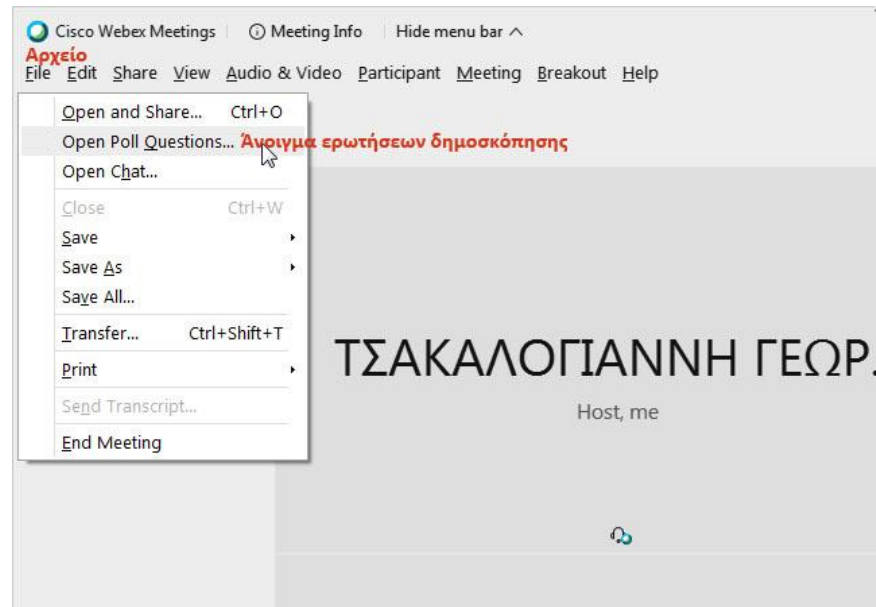 Cisco Webex Meetings Meeting Info Hide menu bar
Αρχείο
File Edit Share View Audio & Video Participant Meeting Breakout Help
Open and Share... Ctrl+O
Open Poll Questions... Άνοιγμα ερωτήσεων δημοσκόπησης
Open Chat...
Close Ctrl+W
Save
Save As
Save All...
Transfer... Ctrl+Shift+T
Print
Send Transcript...
End Meeting
ΤΣΑΚΑΛΟΓΙΑΝΝΗ ΓΕΩΡ.
Host, me